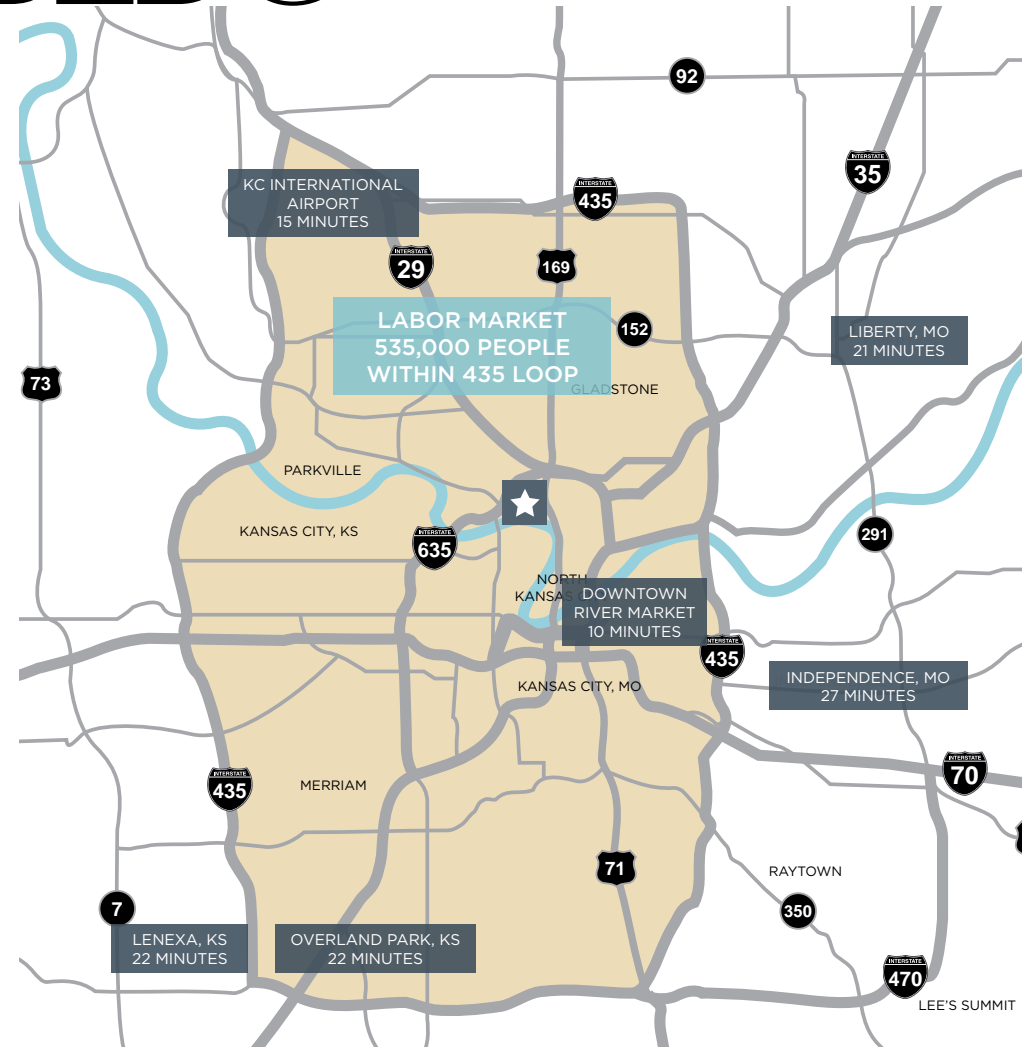 92
INTERSTATE
35
KC INTERNATIONAL
AIRPORT
15 MINUTES
INTERSTATE
435
INTERSTATE
29
169
LABOR MARKET
535,000 PEOPLE
WITHIN 435 LOOP
152
LIBERTY, MO
21 MINUTES
73
GLADSTONE
PARKVILLE
KANSAS CITY, KS
INTERSTATE
635
291
NORTH
KANSAS
DOWNTOWN
RIVER MARKET
10 MINUTES
INTERSTATE
435
INDEPENDENCE, MO
27 MINUTES
KANSAS CITY, MO
INTERSTATE
70
INTERSTATE
435
MERRIAM
71
RAYTOWN
7
350
LENEXA, KS
22 MINUTES
OVERLAND PARK, KS
22 MINUTES
INTERSTATE
470
LEE'S SUMMIT